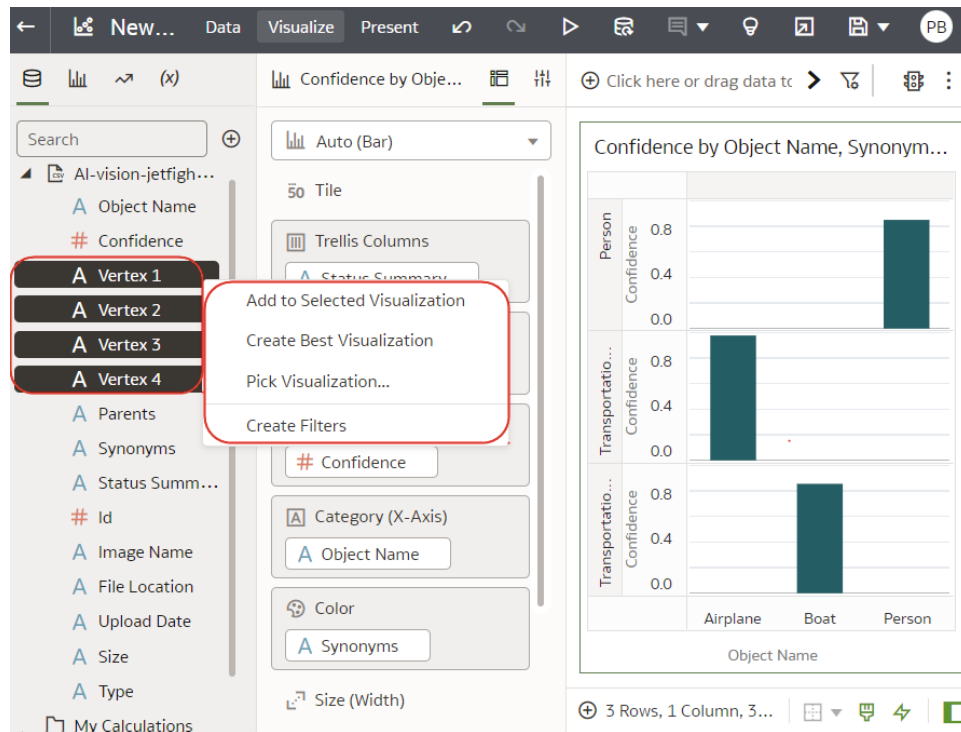 New... Data Visualize Present PB
(x)
Confidence by Obje...
Click here or drag data tc
Search
Auto (Bar)
CSV AI-vision-jetfigh...
A Object Name
# Confidence
A Vertex 1
A Vertex 2
A Vertex 3
A Vertex 4
A Parents
A Synonyms
A Status Summ...
# Id
A Image Name
A File Location
A Upload Date
A Size
A Type
My Calculations
50 Tile
Trellis Columns
A Status Summary
Add to Selected Visualization
Create Best Visualization
Pick Visualization...
Create Filters
# Confidence
A Category (X-Axis)
A Object Name
Color
A Synonyms
Size (Width)
Confidence by Object Name, Synonym...
Person
Confidence
0.8
0.4
0.0
Transportatio...
Confidence
0.8
0.4
0.0
Transportatio...
Confidence
0.8
0.4
0.0
Airplane Boat Person
Object Name
3 Rows, 1 Column, 3...